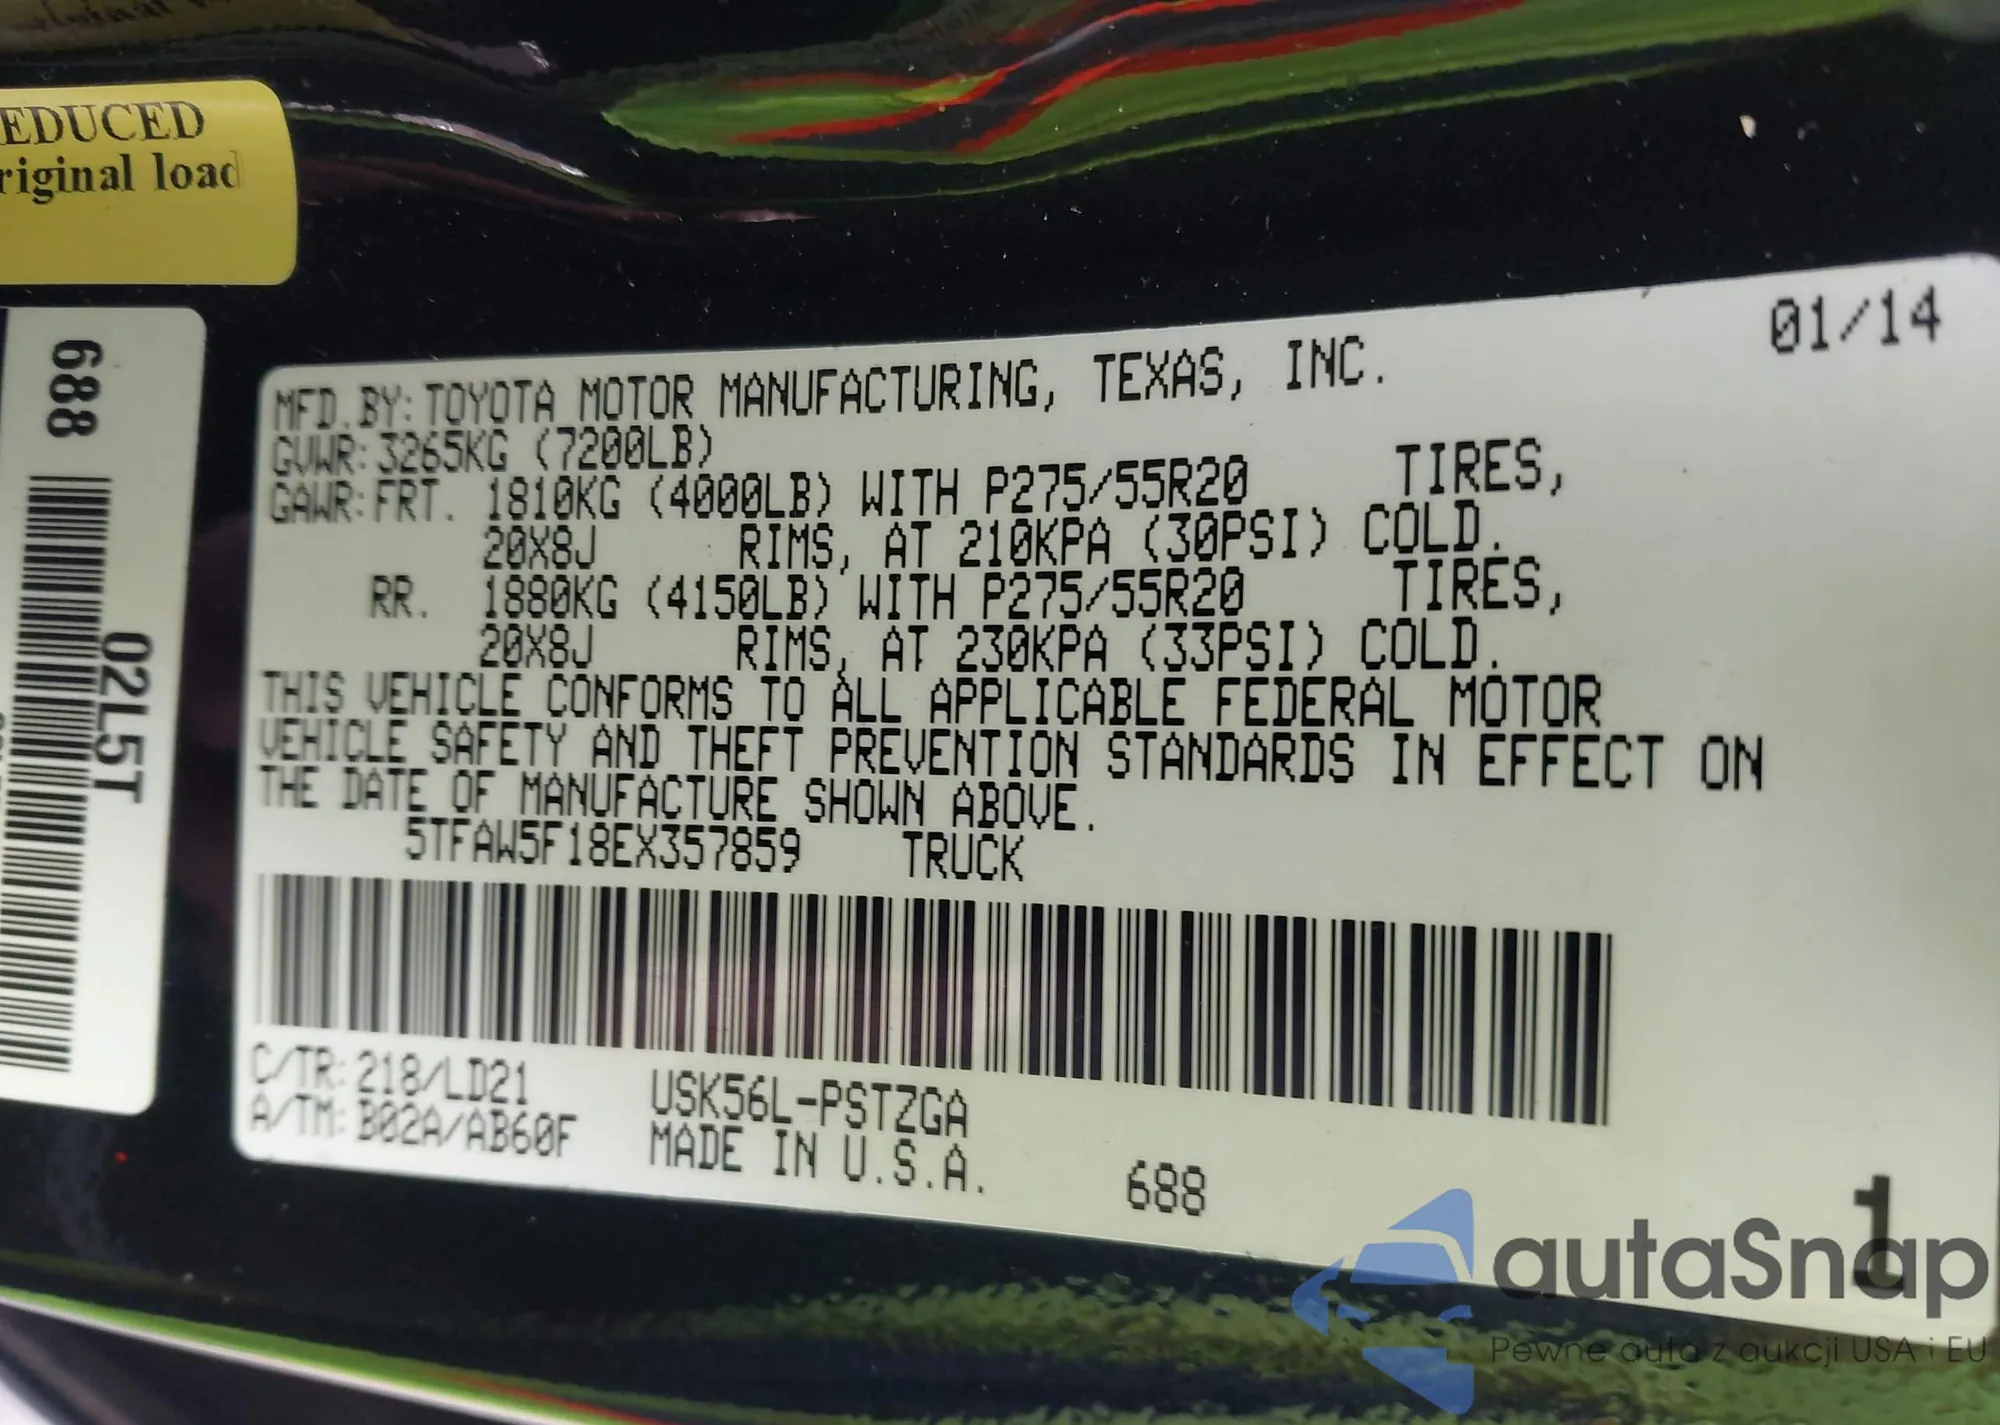 EDUCED
riginal load
688
02L5T
01/14
MFD.BY: TOYOTA MOTOR MANUFACTURING, TEXAS, INC.
GVWR: 3265KG (7200LB)
GAWR: FRT. 1810KG (4000LB) WITH P275/55R20 TIRES,
20X8J RIMS, AT 210KPA (30PSI) COLD.
RR. 1880KG (4150LB) WITH P275/55R20 TIRES,
20X8J RIMS, AT 230KPA (33PSI) COLD.
THIS VEHICLE CONFORMS TO ALL APPLICABLE FEDERAL MOTOR
VEHICLE SAFETY AND THEFT PREVENTION STANDARDS IN EFFECT ON
THE DATE OF MANUFACTURE SHOWN ABOVE.
5TFAW5F18EX357859 TRUCK
C/TR: 218/LD21 USK56L-PSTZGA
A/TM: B02A/AB60F MADE IN U.S.A. 688
1
autaSnap
Pewne auta z aukcji USA i EU